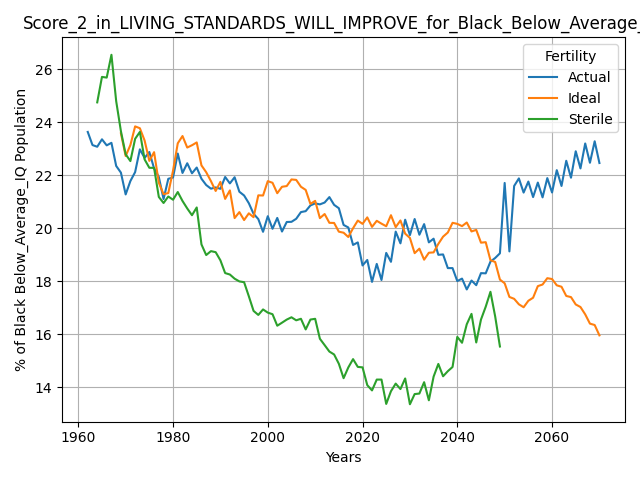 Score_2_in_LIVING_STANDARDS_WILL_IMPROVE_for_Black_Below_Average_
Fertility
Actual
Ideal
Sterile
% of Black Below_Average_IQ Population
26
24
22
20
18
16
14
1960
1980
2000
2020
2040
2060
Years